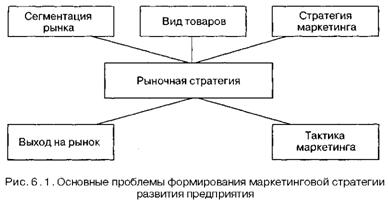 Сегментация
рынка
Вид товаров
Стратегия
маркетинга
Рыночная стратегия
Выход на рынок
Тактика
маркетинга
Рис. 6.1. Основные проблемы формирования маркетинговой стратегии
развития предприятия